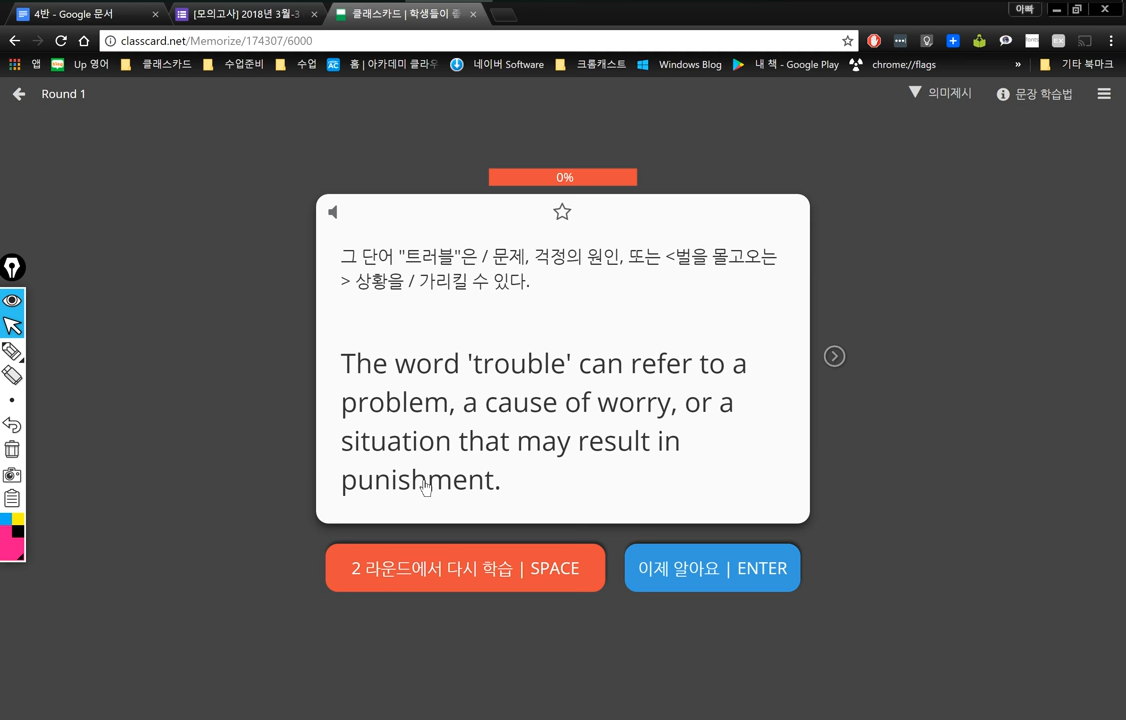 4반 - Google 문서
[모의고사] 2018년 3월-3
클래스카드 | 학생들이 좋
아빠
classcard.net/Memorize/174307/6000
앱
Up 영어
클래스카드
수업준비
수업
홈 | 아카데미 클라우
네이버 Software
크롬캐스트
Windows Blog
내 책 - Google Play
chrome://flags
»
기타 북마크
Round 1
의미제시
문장 학습법
0%
그 단어 "트러블"은 / 문제, 걱정의 원인, 또는 <벌을 몰고오는
> 상황을 / 가리킬 수 있다.
The word 'trouble' can refer to a
problem, a cause of worry, or a
situation that may result in
punishment.
2 라운드에서 다시 학습 | SPACE
이제 알아요 | ENTER